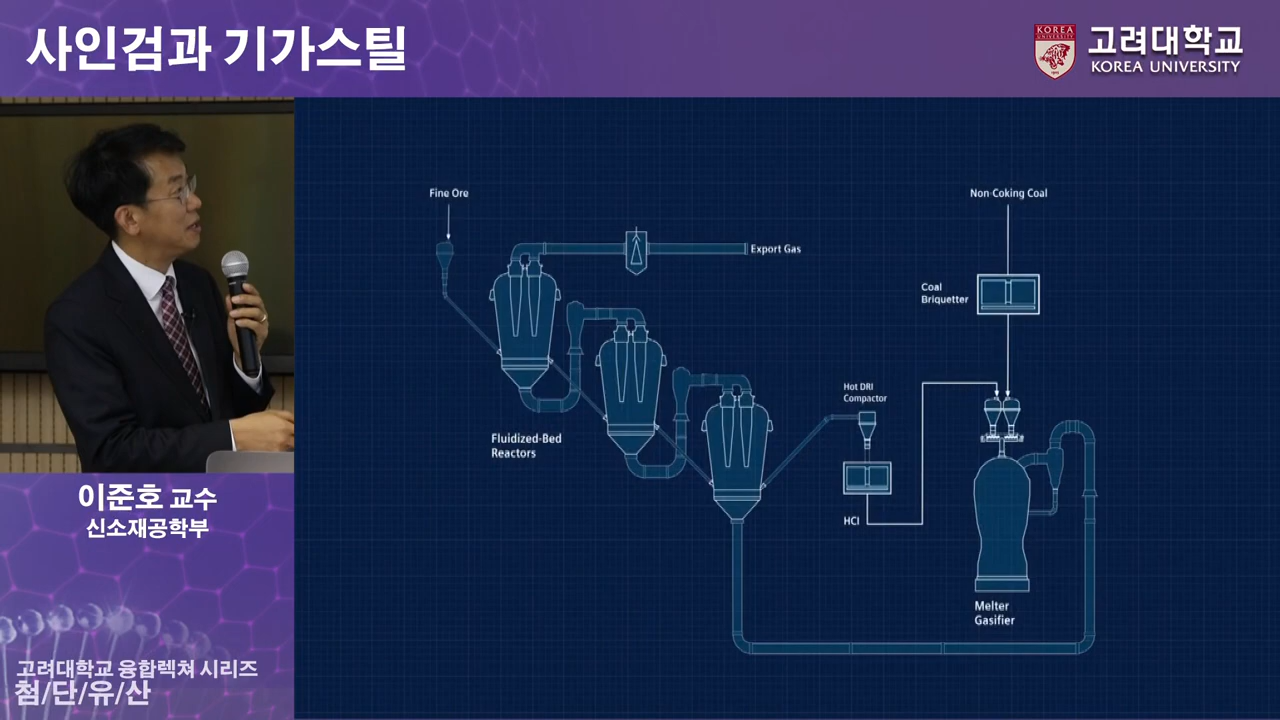 사인검과 기가스틸
KOREA
UNIVERSITY
고려대학교
KOREA UNIVERSITY
Fine Ore
Non-Coking Coal
Export Gas
Coal
Briquetter
Hot DRI
Compactor
Fluidized-Bed
Reactors
HCI
Melter
Gasifier
이준호 교수
신소재공학부
고려대학교 융합렉쳐 시리즈
첨/단/유/산